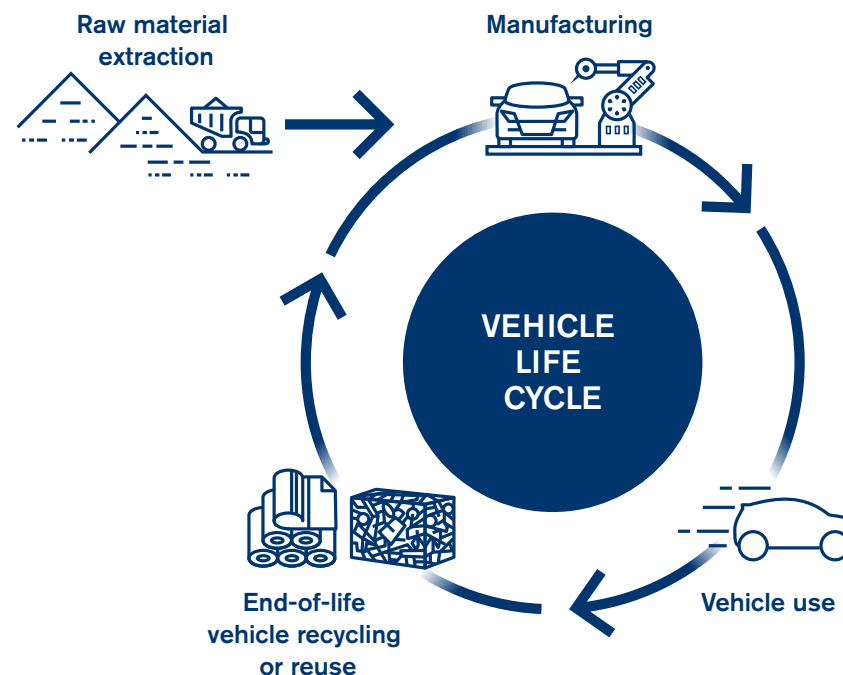 Raw material
extraction
Manufacturing
VEHICLE
LIFE
CYCLE
Vehicle use
End-of-life
vehicle recycling
or reuse